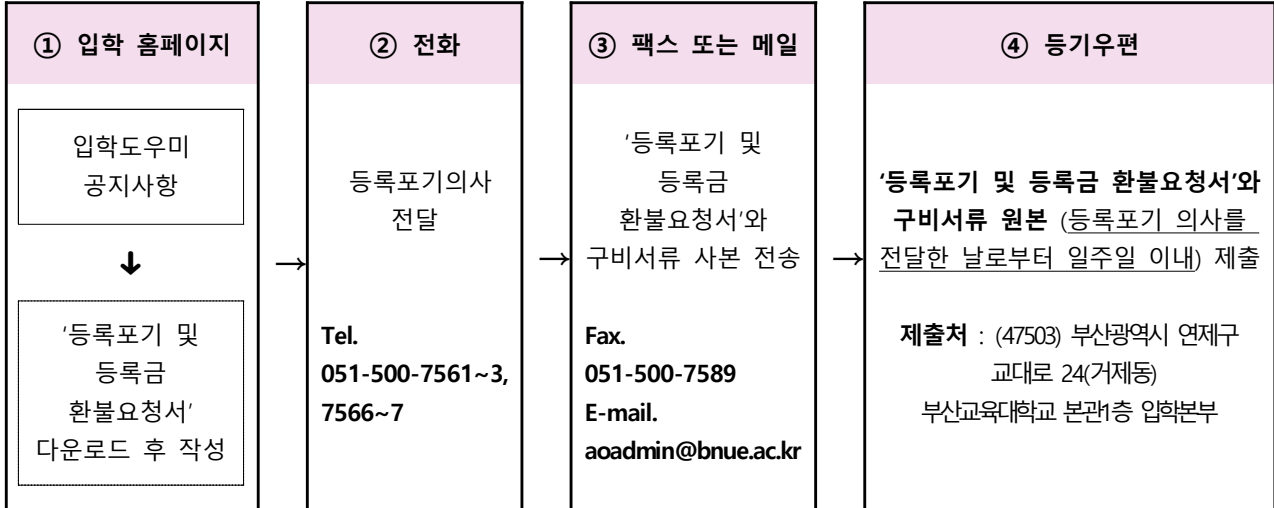 ① 입학 홈페이지
입학도우미
공지사항
↓
'등록포기 및
등록금
환불요청서'
다운로드 후 작성
→
② 전화
등록포기의사
전달
Tel.
051-500-7561~3,
7566~7
→
③ 팩스 또는 메일
'등록포기 및
등록금
환불요청서'와
구비서류 사본 전송
Fax.
051-500-7589
E-mail.
aoadmin@bnue.ac.kr
→
④ 등기우편
'등록포기 및 등록금 환불요청서'와
구비서류 원본 (등록포기 의사를
전달한 날로부터 일주일 이내) 제출
제출처 : (47503) 부산광역시 연제구
교대로 24(거제동)
부산교육대학교 본관1층 입학본부